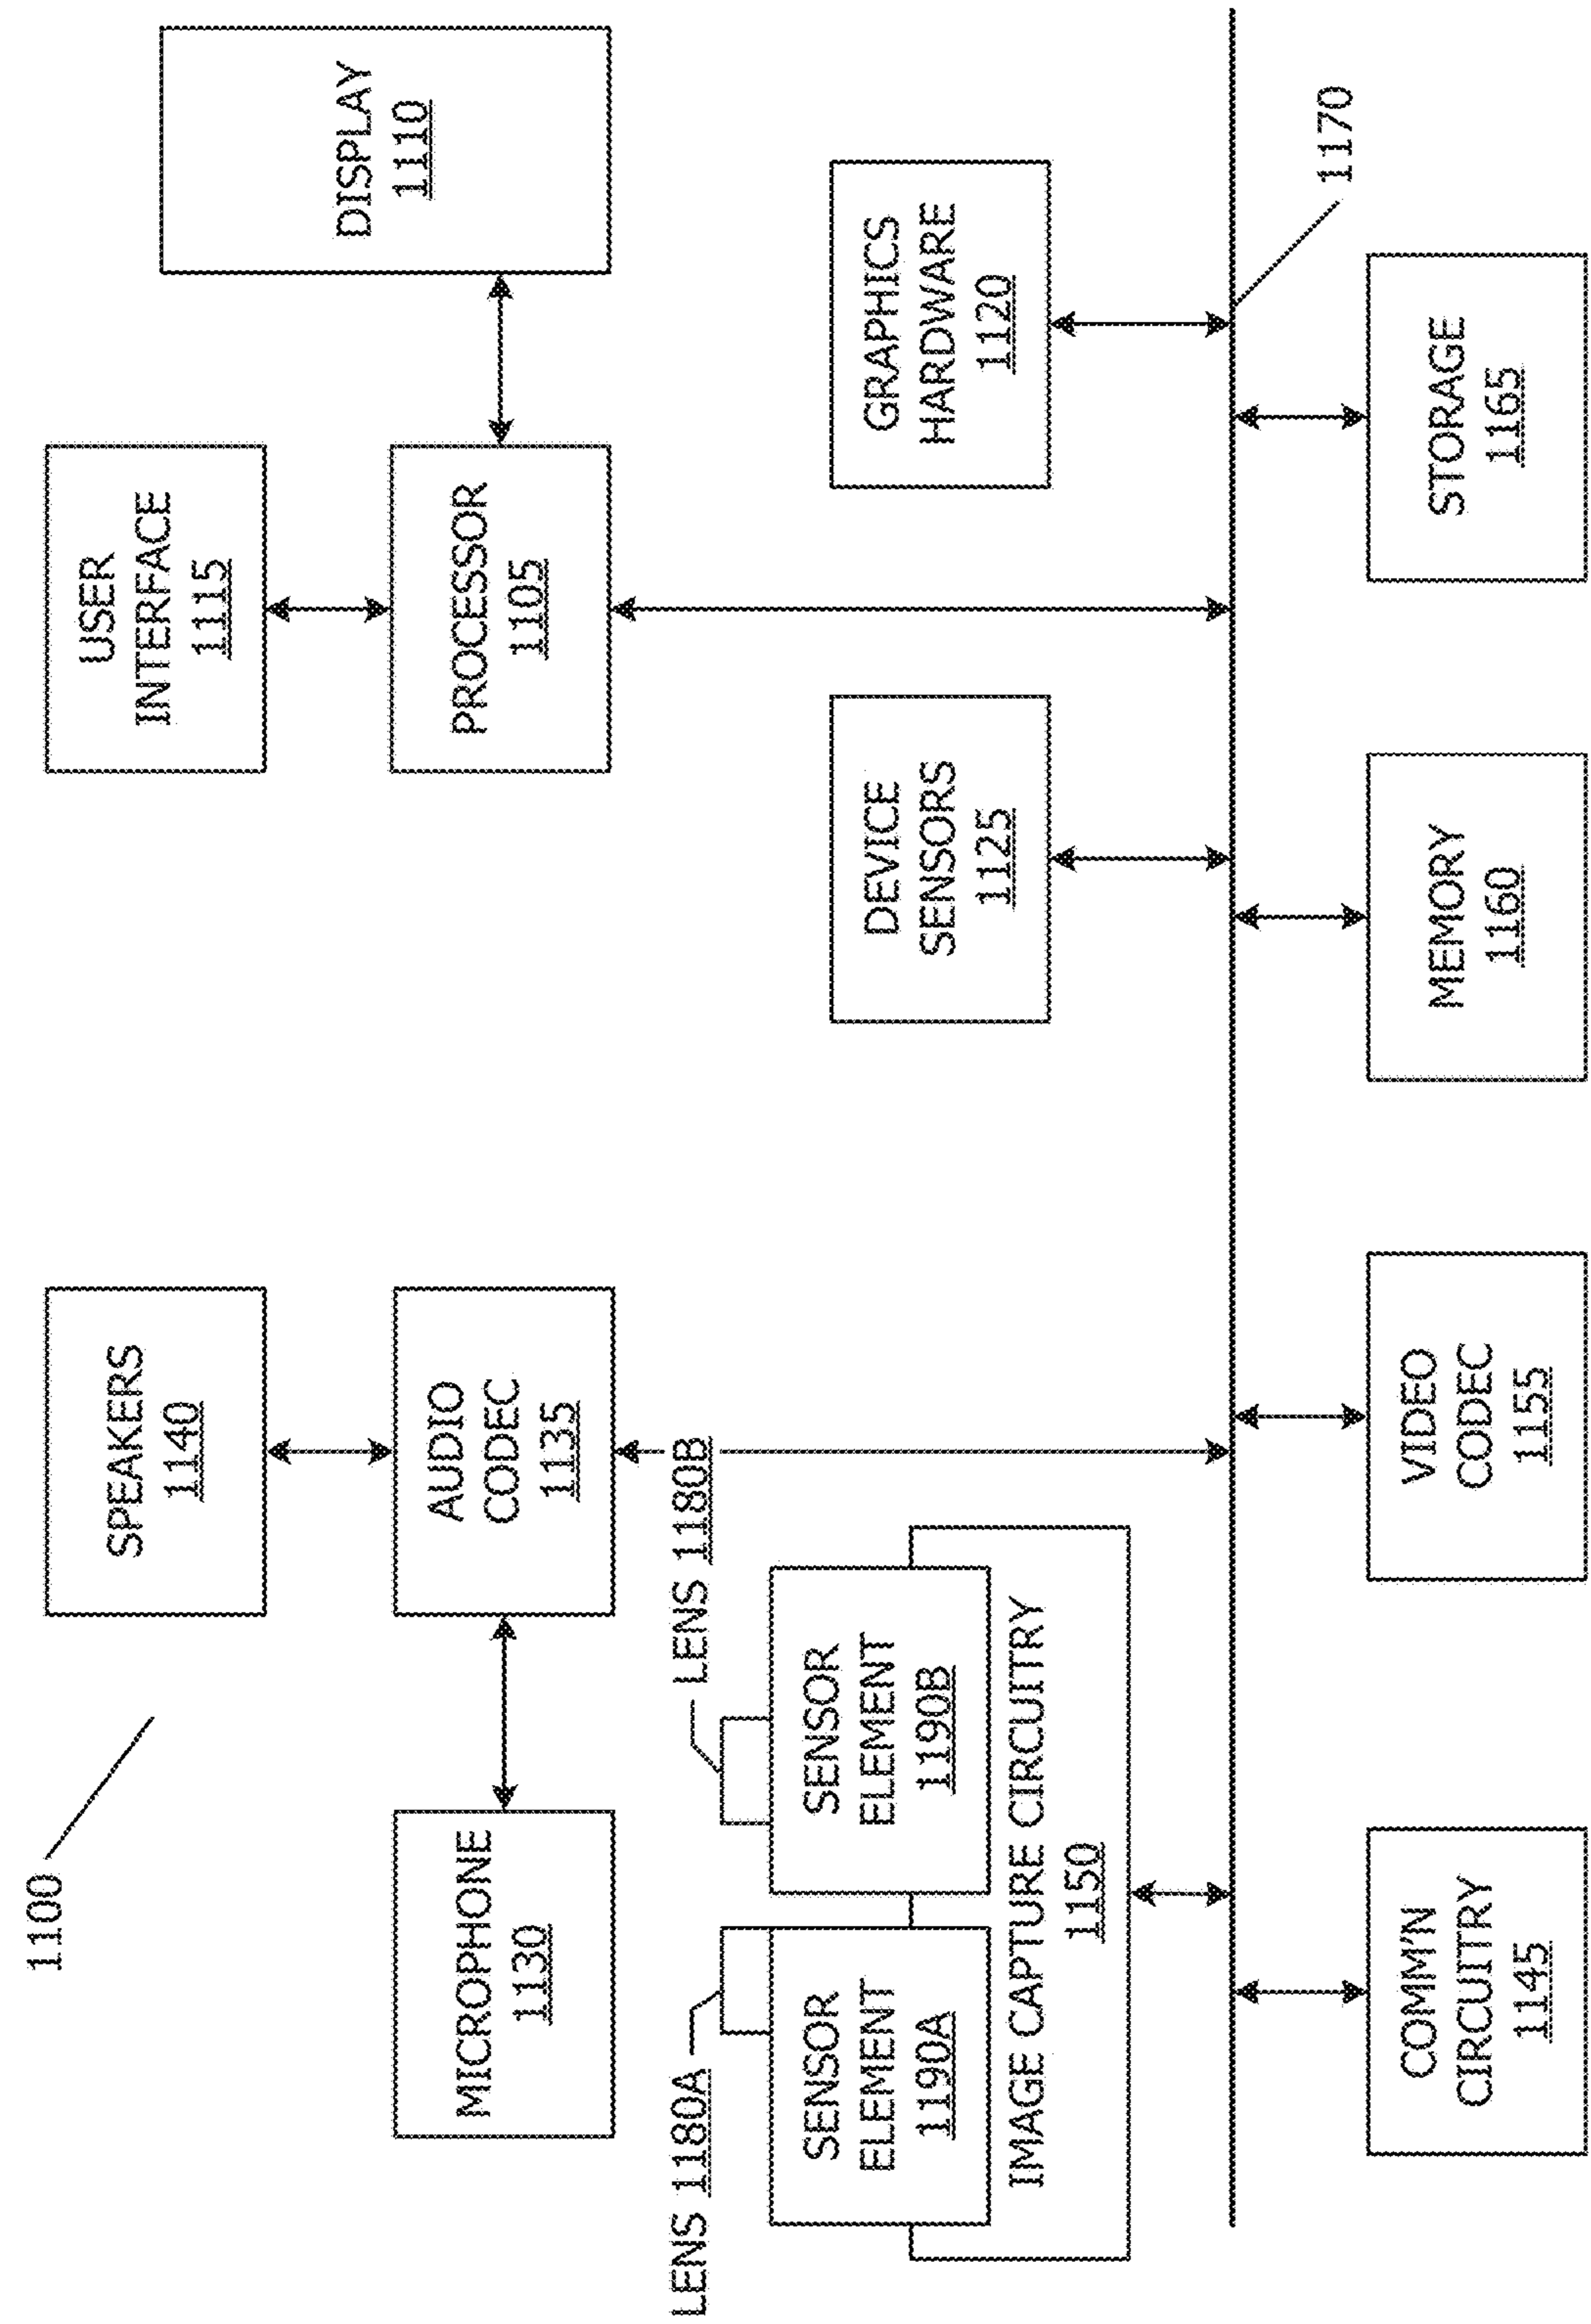 1100
SPEAKERS
1140
USER
INTERFACE
1115
DISPLAY
1110
MICROPHONE
1130
AUDIO
CODEC
1135
PROCESSOR
1105
LENS 1180A
LENS 1180B
SENSOR
ELEMENT
1190A
SENSOR
ELEMENT
1190B
IMAGE CAPTURE CIRCUITRY
1150
DEVICE
SENSORS
1125
GRAPHICS
HARDWARE
1120
1170
COMM'N
CIRCUITRY
1145
VIDEO
CODEC
1155
MEMORY
1160
STORAGE
1165